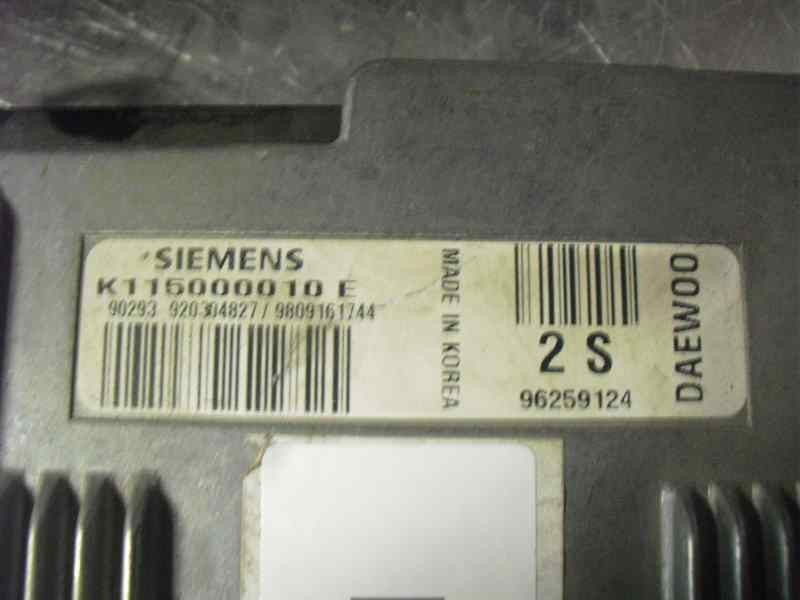 SIEMENS
K115000010 E
90293 920304827/ 9809161744
MADE IN KOREA
2 S
96259124
DAEWOO